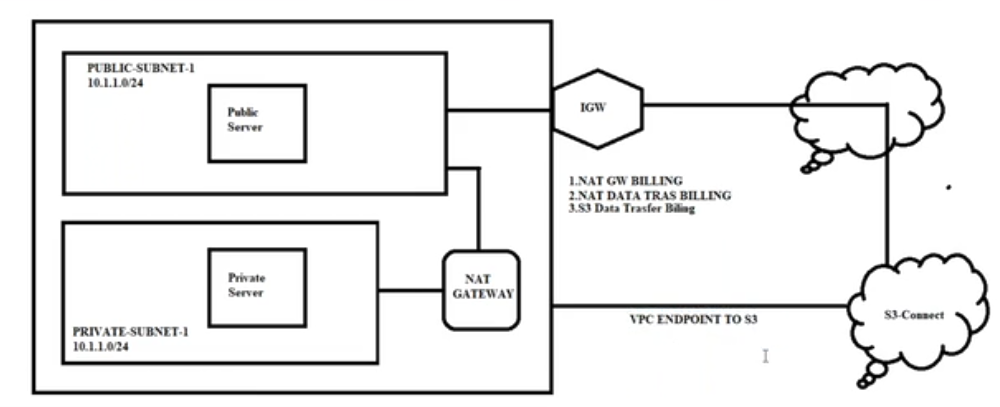 PUBLIC-SUBNET-1
10.1.1.0/24
Public
Server
IGW
1.NAT GW BILLING
2.NAT DATA TRAS BILLING
3.S3 Data Trasfer Biling
Private
Server
NAT
GATEWAY
PRIVATE-SUBNET-1
10.1.1.0/24
VPC ENDPOINT TO S3
S3-Connect